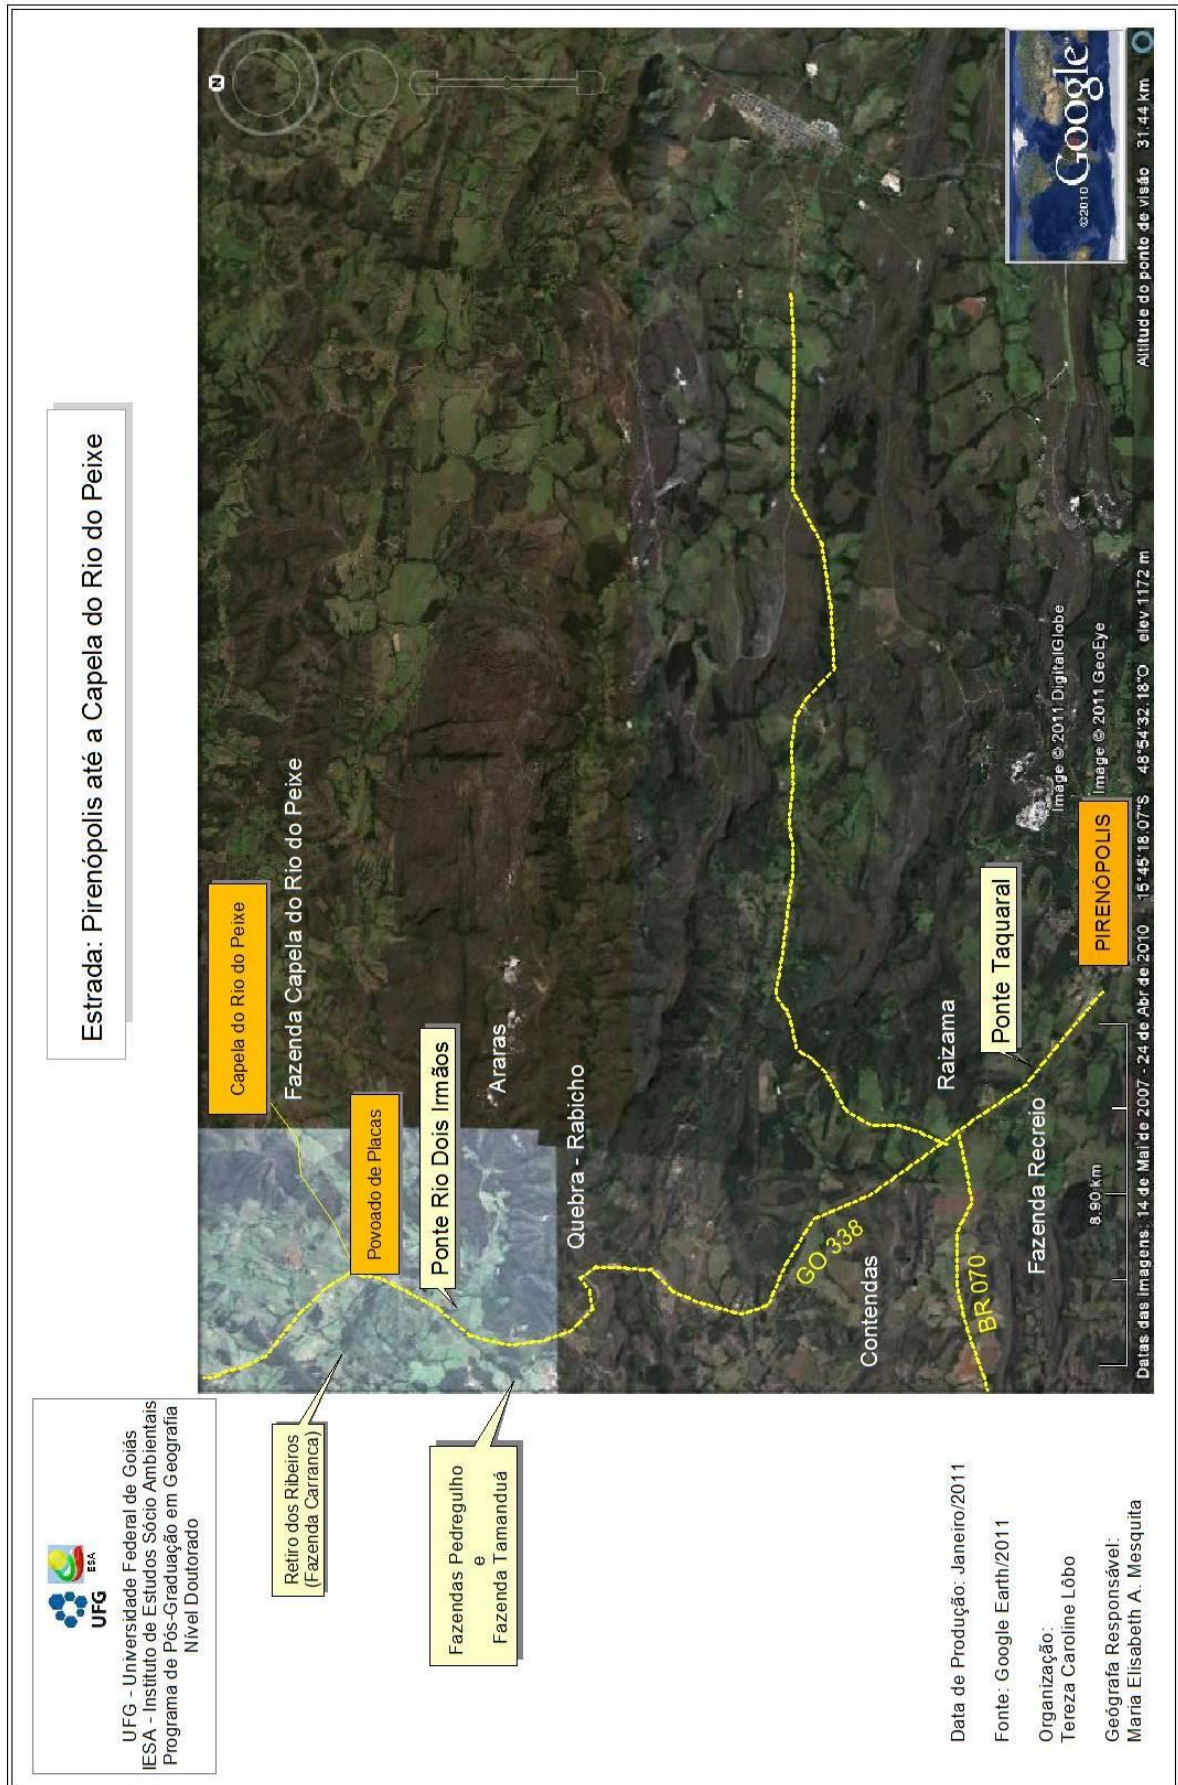 Estrada: Pirenópolis até a Capela do Rio do Peixe
UFG
IESA
UFG - Universidade Federal de Goiás
IESA - Instituto de Estudos Sócio Ambientais
Programa de Pós-Graduação em Geografia
Nível Doutorado
Retiro dos Ribeiros
(Fazenda Carranca)
Fazendas Pedregulho
e
Fazenda Tamanduá
Data de Produção: Janeiro/2011
Fonte: Google Earth/2011
Organização:
Tereza Caroline Lôbo
Geógrafa Responsável:
Maria Elisabeth A. Mesquita
N
Capela do Rio do Peixe
Fazenda Capela do Rio do Peixe
Povoado de Placas
Ponte Rio Dois Irmãos
Araras
Quebra - Rabicho
GO 338
Contendas
BR 070
Raizama
Ponte Taquaral
Fazenda Recreio
PIRENÓPOLIS
8.90 km
Image © 2011 DigitalGlobe
Image © 2011 GeoEye
©2010 Google
Datas das imagens: 14 de Mai de 2007 - 24 de Abr de 2010 15°45'18.07"S 48°54'32.18"O elev 1172 m Altitude do ponto de visão 31.44 km